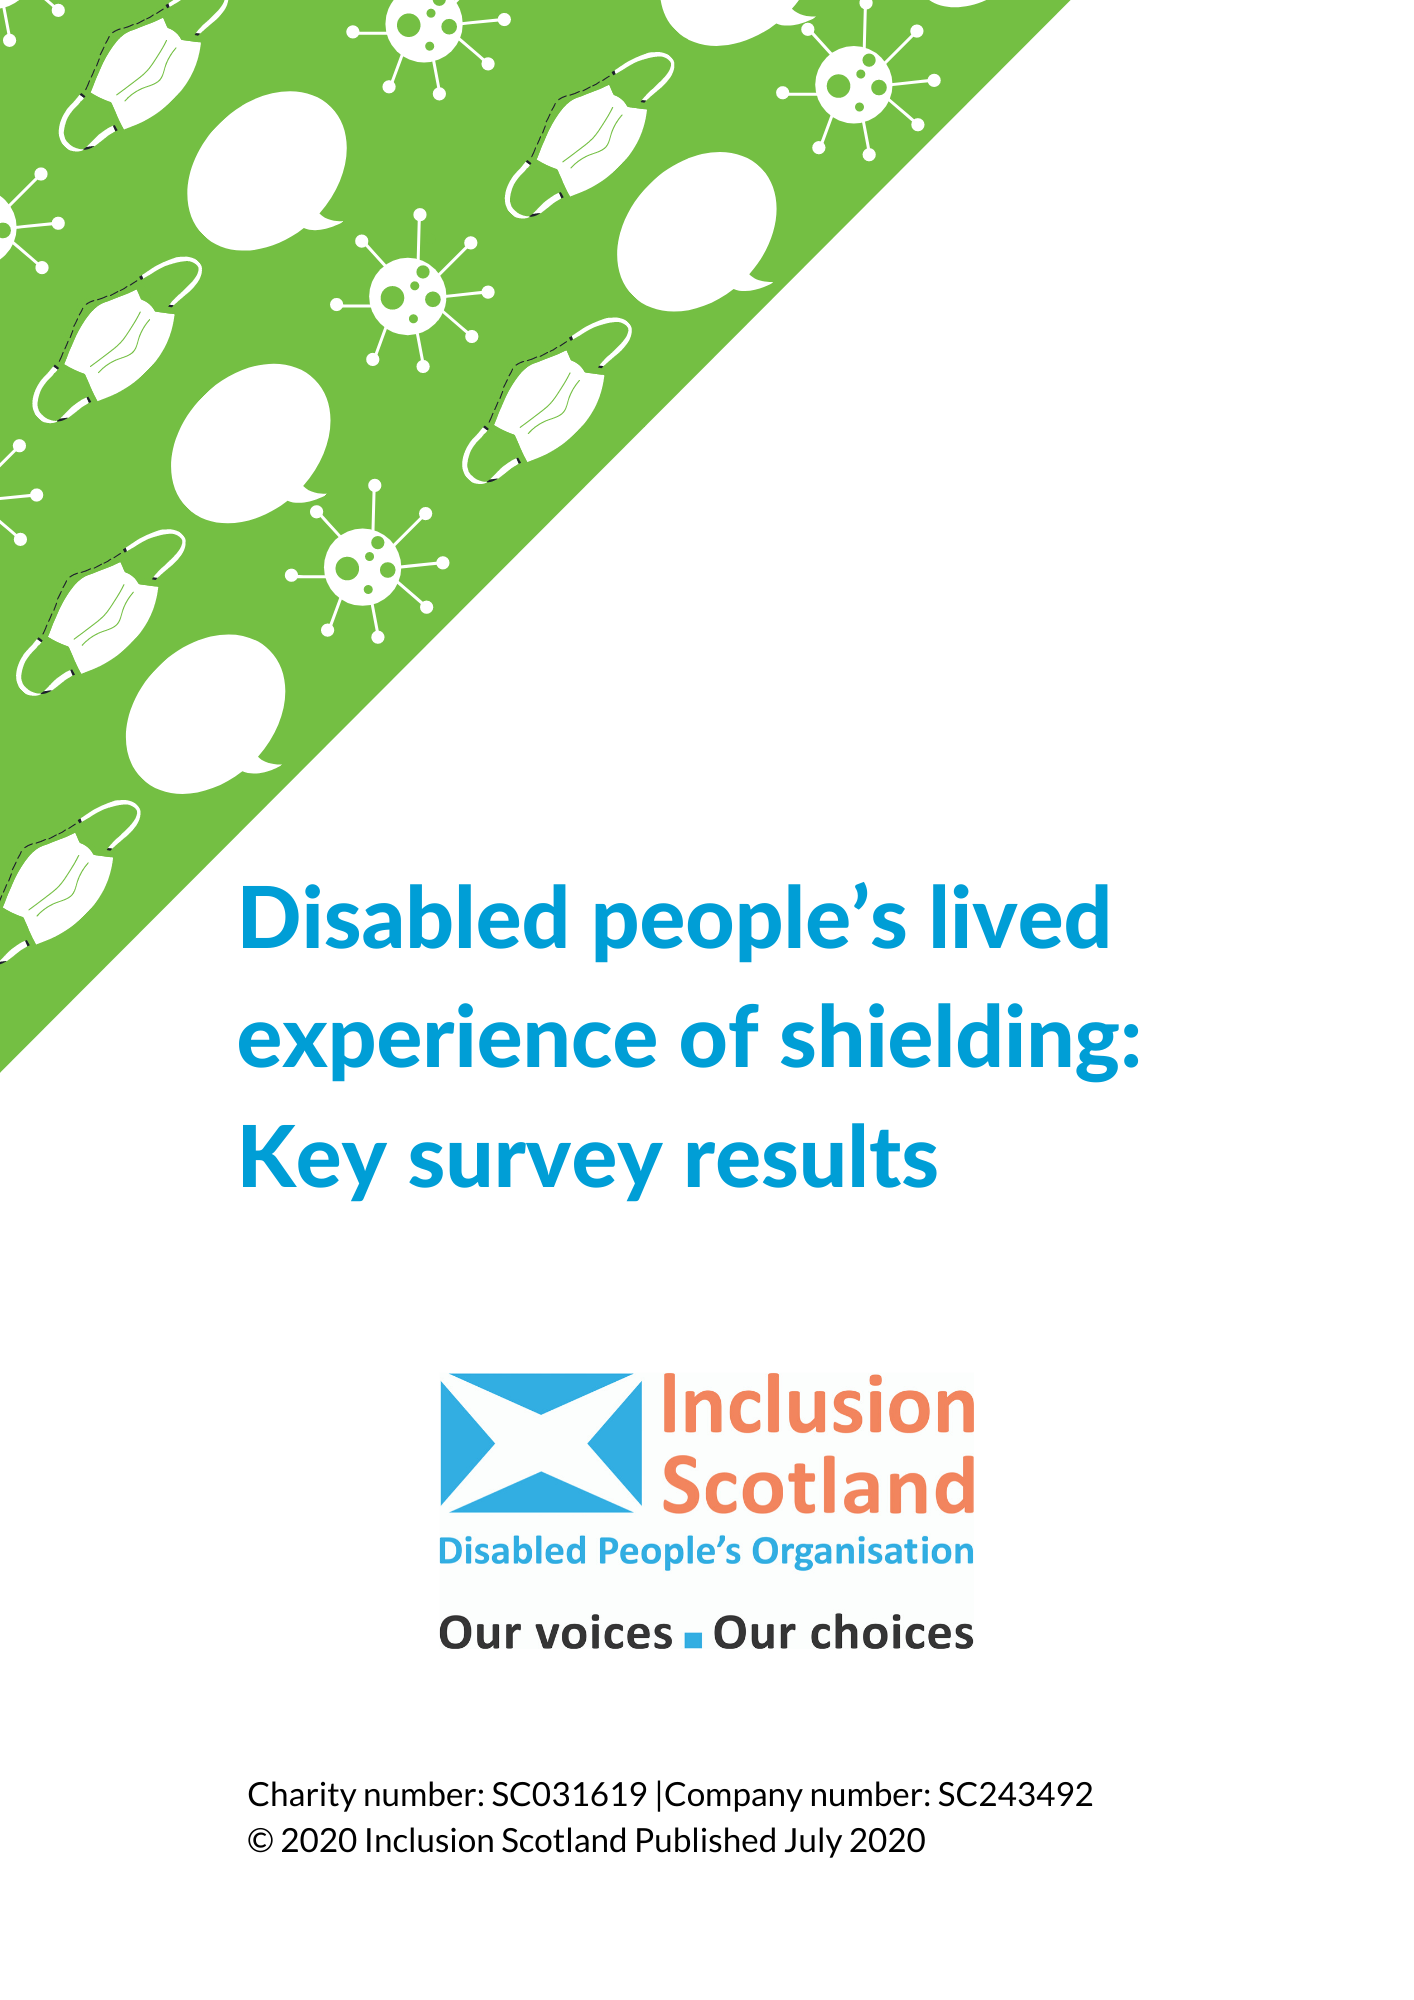 Disabled people’s lived
experience of shielding:
Key survey results
Inclusion
Scotland
Disabled People’s Organisation
Our voices ▪ Our choices
Charity number: SC031619 |Company number: SC243492
© 2020 Inclusion Scotland Published July 2020